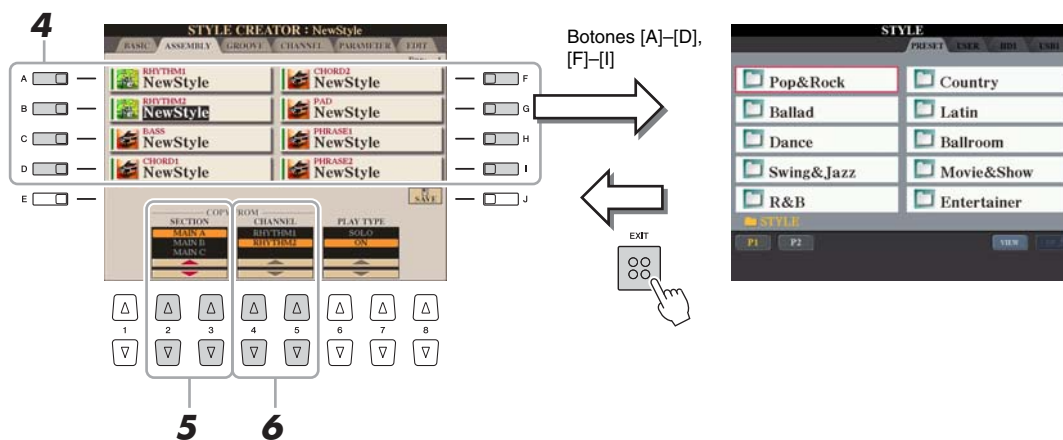 4
STYLE CREATOR : NewStyle
BASIC ASSEMBLY GROOVE CHANNEL PARAMETER EDIT
A
RHYTHM1
NewStyle
CHORD2
NewStyle
F
B
RHYTHM2
NewStyle
PAD
NewStyle
G
C
BASS
NewStyle
PHRASE1
NewStyle
H
D
CHORD1
NewStyle
PHRASE2
NewStyle
I
E
SAVE
J
COPY FROM
SECTION
CHANNEL
PLAY TYPE
MAIN A
MAIN B
MAIN C
RHYTHM1
RHYTHM2
SOLO
ON
1 2 3 4 5 6 7 8
5 6
Botones [A]–[D],
[F]–[I]
EXIT
STYLE
PRESET USER HD1 USB1
Pop&Rock
Country
Ballad
Latin
Dance
Ballroom
Swing&Jazz
Movie&Show
R&B
Entertainer
STYLE
P1 P2
VIEW